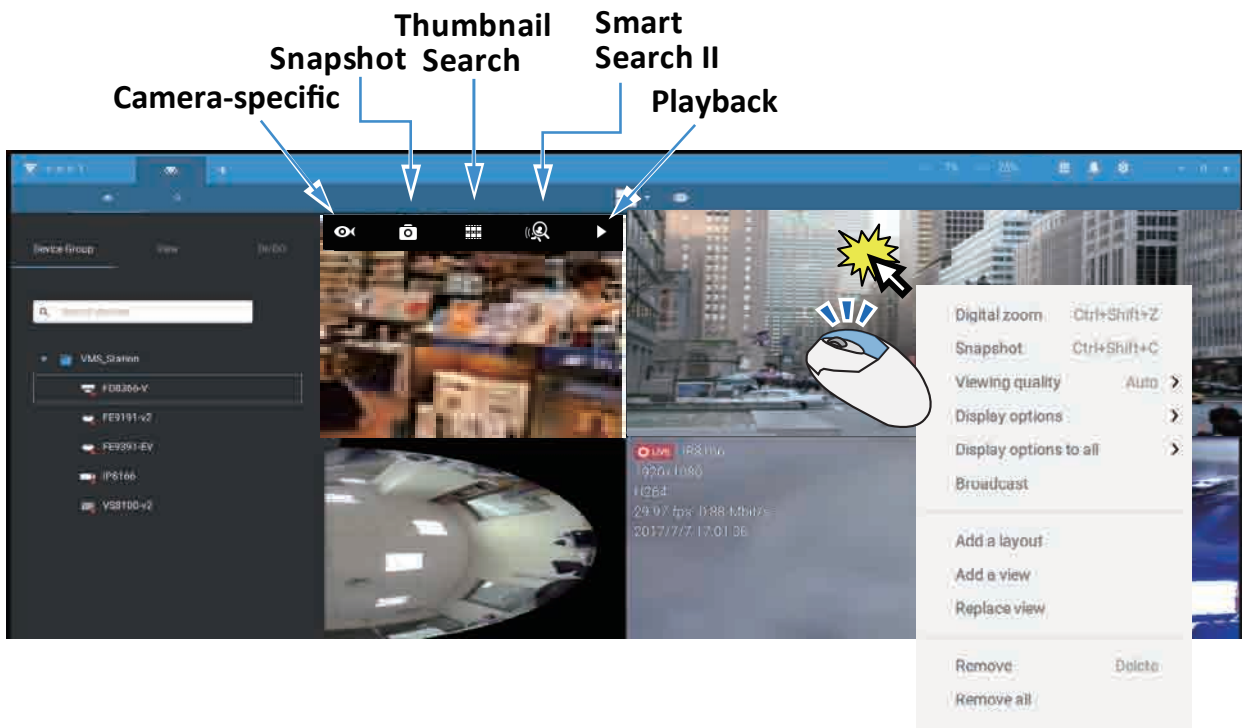 Thumbnail
Search
Smart
Search II
Snapshot
Camera-specific
Playback
Device Group
View
DI/DO
VMS_Station
FD8366-V
FE9191-v2
FE9391-EV
IP8166
VS8100-v2
LIVE
1920x1080
H264
29.97 fps 0.88 Mbit/s
2017/7/7 17:01:36
Digital zoom Ctrl+Shift+Z
Snapshot Ctrl+Shift+C
Viewing quality Auto
Display options
Display options to all
Broadcast
Add a layout
Add a view
Replace view
Remove Delete
Remove all